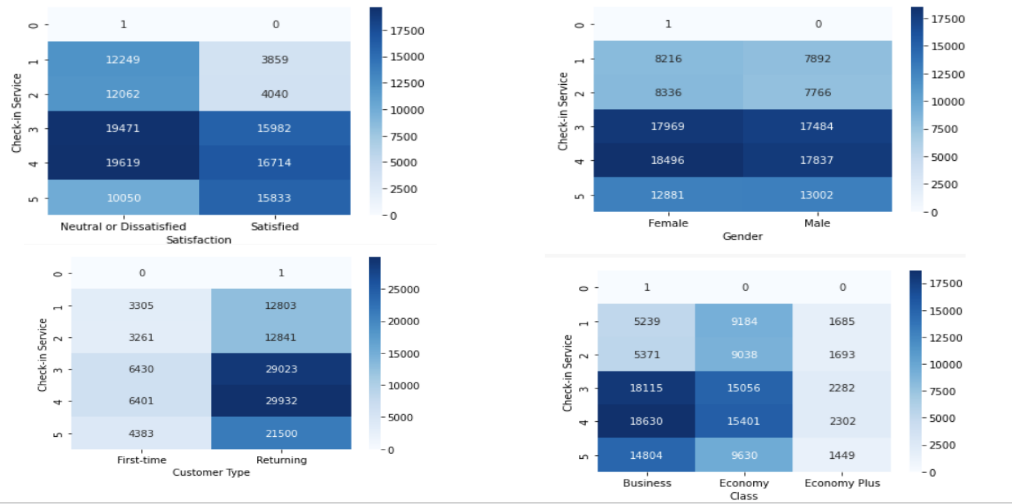 0 1 0
1 12249 3859
2 12062 4040
3 19471 15982
4 19619 16714
5 10050 15833
Check-in Service
Neutral or Dissatisfied Satisfied
Satisfaction
17500
15000
12500
10000
7500
5000
2500
0
0 1 0
1 8216 7892
2 8336 7766
3 17969 17484
4 18496 17837
5 12881 13002
Check-in Service
Female Male
Gender
17500
15000
12500
10000
7500
5000
2500
0
0 0 1
1 3305 12803
2 3261 12841
3 6430 29023
4 6401 29932
5 4383 21500
Check-in Service
First-time Returning
Customer Type
25000
20000
15000
10000
5000
0
0 1 0 0
1 5239 9184 1685
2 5371 9038 1693
3 18115 15056 2282
4 18630 15401 2302
5 14804 9630 1449
Check-in Service
Business Economy Economy Plus
Class
17500
15000
12500
10000
7500
5000
2500
0